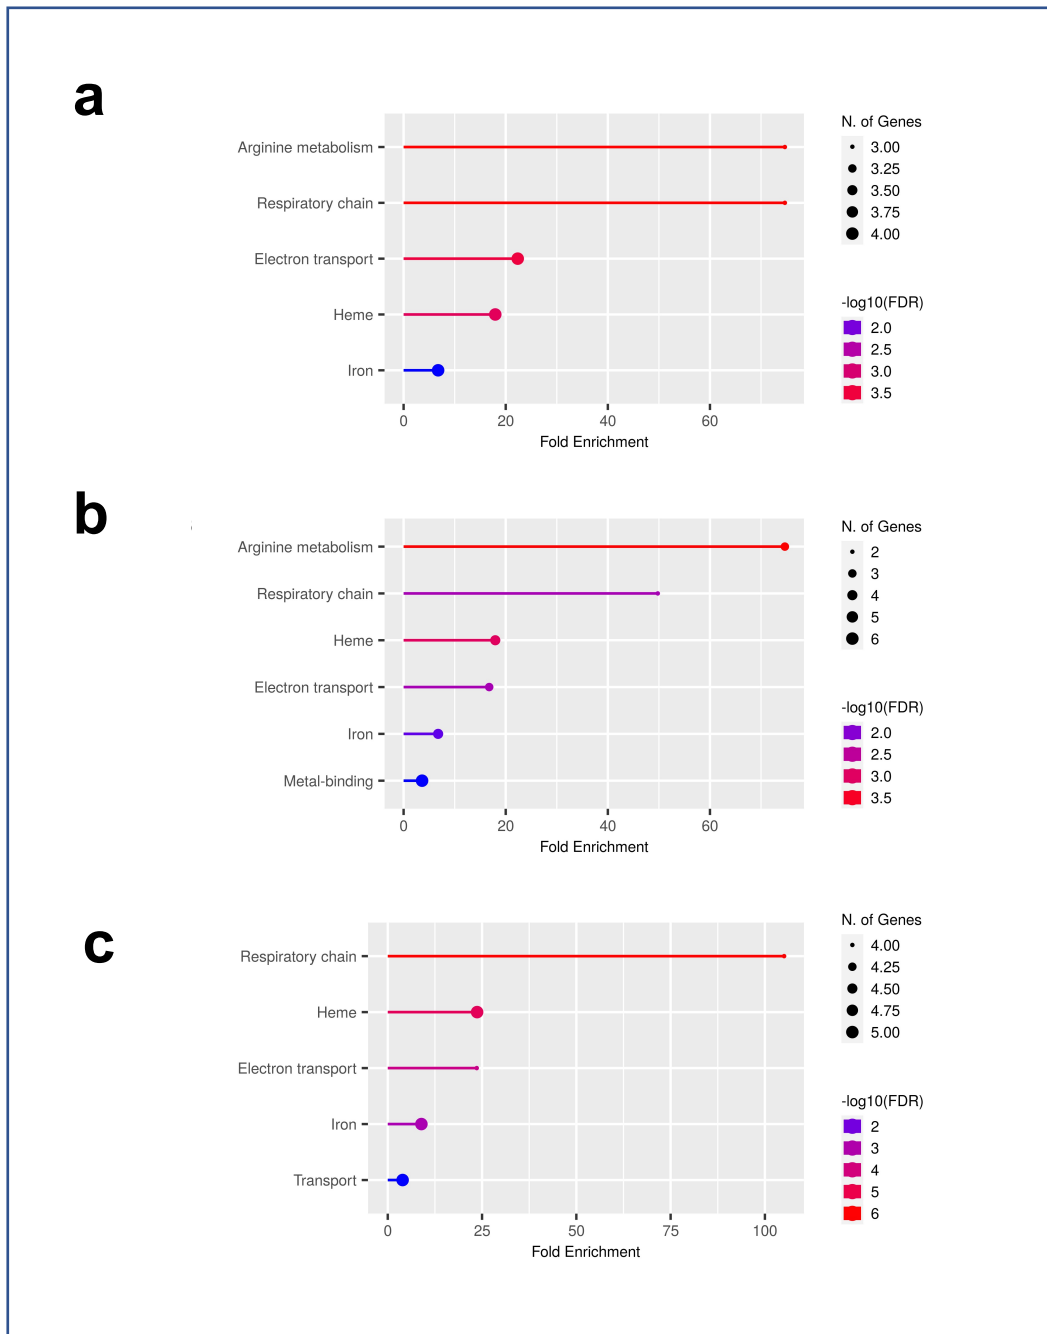 a
Arginine metabolism
Respiratory chain
Electron transport
Heme
Iron
0 20 40 60
Fold Enrichment
N. of Genes
3.00
3.25
3.50
3.75
4.00
-log10(FDR)
2.0
2.5
3.0
3.5
b
Arginine metabolism
Respiratory chain
Heme
Electron transport
Iron
Metal-binding
0 20 40 60
Fold Enrichment
N. of Genes
2
3
4
5
6
-log10(FDR)
2.0
2.5
3.0
3.5
c
Respiratory chain
Heme
Electron transport
Iron
Transport
0 25 50 75 100
Fold Enrichment
N. of Genes
4.00
4.25
4.50
4.75
5.00
-log10(FDR)
2
3
4
5
6